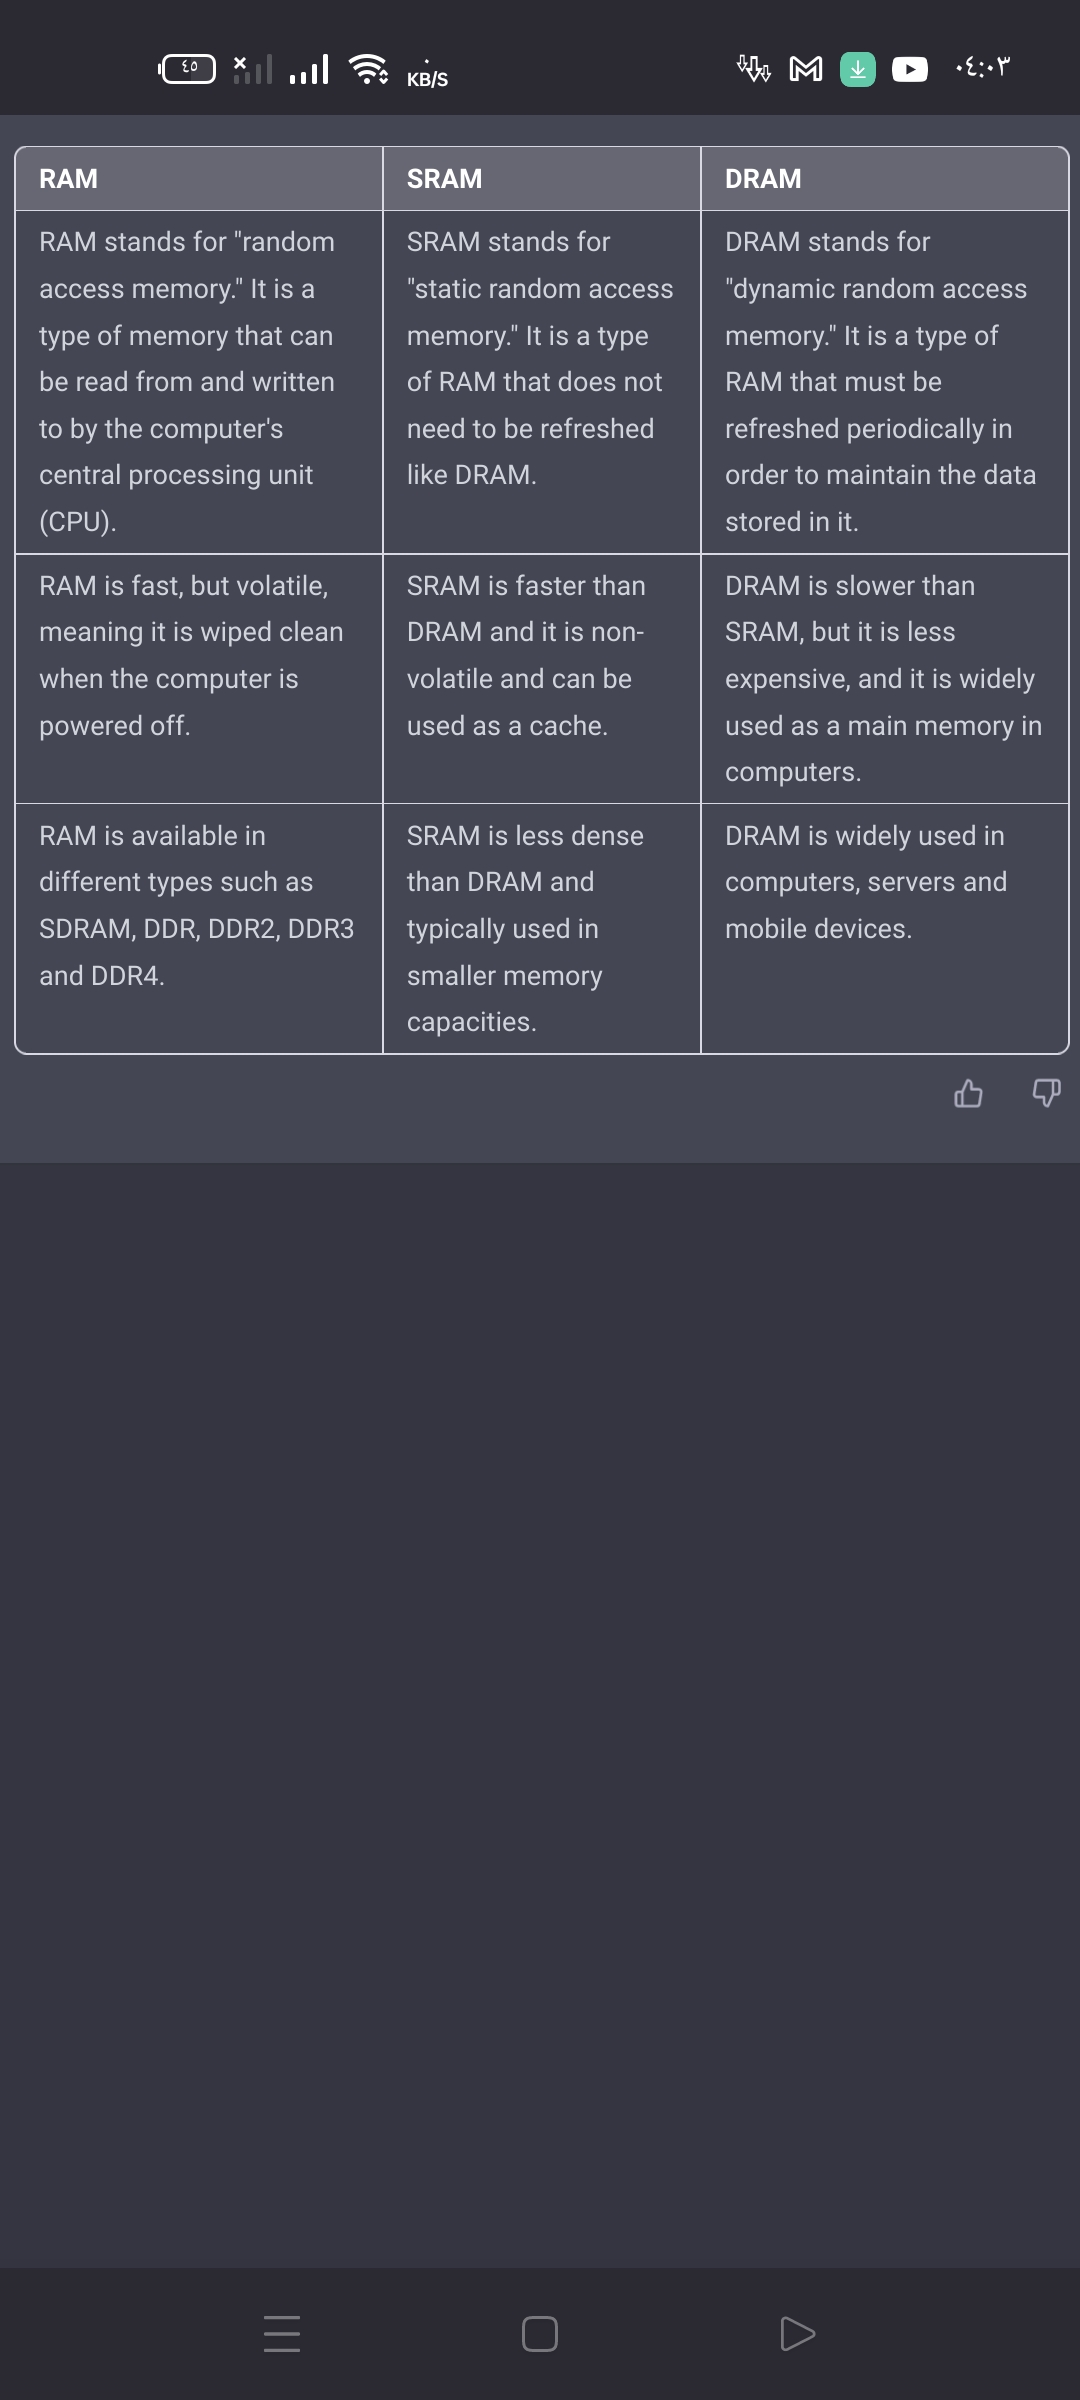 ٤٥
٠
KB/S
٠٤:٠٣
RAM
SRAM
DRAM
RAM stands for "random
access memory." It is a
type of memory that can
be read from and written
to by the computer's
central processing unit
(CPU).
SRAM stands for
"static random access
memory." It is a type
of RAM that does not
need to be refreshed
like DRAM.
DRAM stands for
"dynamic random access
memory." It is a type of
RAM that must be
refreshed periodically in
order to maintain the data
stored in it.
RAM is fast, but volatile,
meaning it is wiped clean
when the computer is
powered off.
SRAM is faster than
DRAM and it is non-
volatile and can be
used as a cache.
DRAM is slower than
SRAM, but it is less
expensive, and it is widely
used as a main memory in
computers.
RAM is available in
different types such as
SDRAM, DDR, DDR2, DDR3
and DDR4.
SRAM is less dense
than DRAM and
typically used in
smaller memory
capacities.
DRAM is widely used in
computers, servers and
mobile devices.